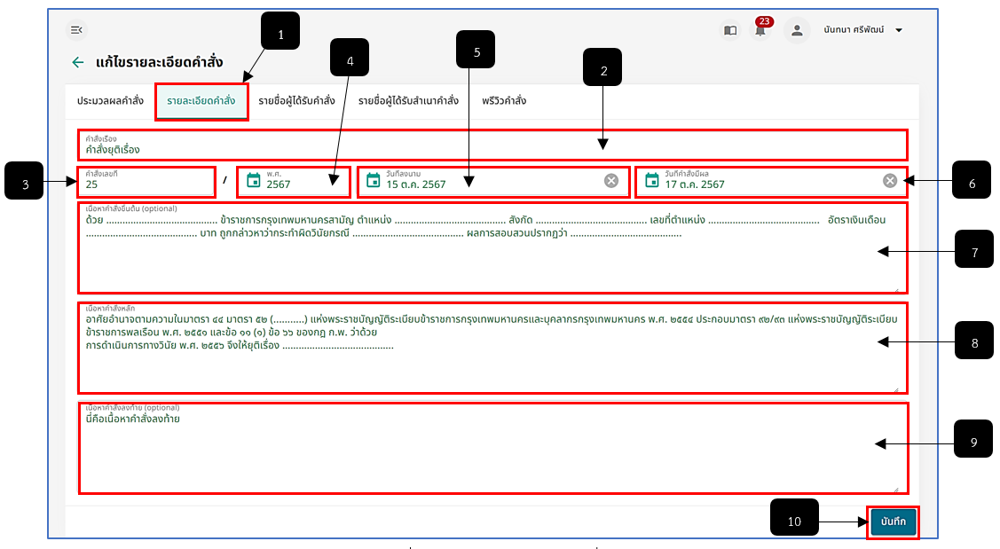 1
4
5
2
23
นันทนา ศรีพัฒน์
แก้ไขรายละเอียดคำสั่ง
ประมวลผลคำสั่ง
รายละเอียดคำสั่ง
รายชื่อผู้ได้รับคำสั่ง
รายชื่อผู้ได้รับสำเนาคำสั่ง
พรีวิวคำสั่ง
คำสั่งเรื่อง
คำสั่งยุติเรื่อง
3
คำสั่งเลขที่
25
/
พ.ศ.
2567
วันที่ลงนาม
15 ต.ค. 2567
วันที่คำสั่งมีผล
17 ต.ค. 2567
6
เนื้อหาคำสั่งขึ้นต้น (optional)
ด้วย ......................................... ข้าราชการกรุงเทพมหานครสามัญ ตำแหน่ง ......................................... สังกัด ......................................... เลขที่ตำแหน่ง ......................................... อัตราเงินเดือน
......................................... บาท ถูกกล่าวหาว่ากระทำผิดวินัยกรณี ......................................... ผลการสอบสวนปรากฏว่า .........................................
7
เนื้อหาคำสั่งหลัก
อาศัยอำนาจตามความในมาตรา ๔๔ มาตรา ๕๒ (...........) แห่งพระราชบัญญัติระเบียบข้าราชการกรุงเทพมหานครและบุคลากรกรุงเทพมหานคร พ.ศ. ๒๕๕๔ ประกอบมาตรา ๙๒/๙๓ แห่งพระราชบัญญัติระเบียบ
ข้าราชการพลเรือน พ.ศ. ๒๕๕๑ และข้อ ๑๑ (๑) ข้อ ๖๖ ของกฎ ก.พ. ว่าด้วย
การดำเนินการทางวินัย พ.ศ. ๒๕๕๖ จึงให้ยุติเรื่อง .........................................
8
เนื้อหาคำสั่งลงท้าย (optional)
นี่คือเนื้อหาคำสั่งลงท้าย
9
10
บันทึก